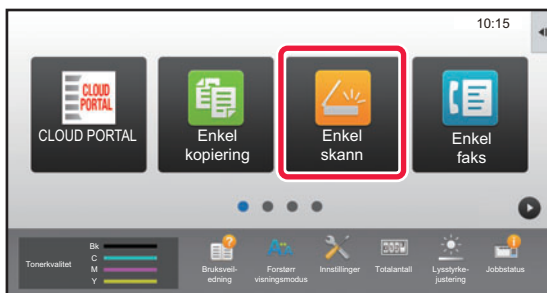 10:15
CLOUD
PORTAL
CLOUD PORTAL
Enkel
kopiering
Enkel
skann
Enkel
faks
Tonerkvalitet
Bk
C
M
Y
Bruksveil-
edning
Forstørr
visningsmodus
Innstillinger
Totalantall
Lysstyrke-
justering
Jobbstatus